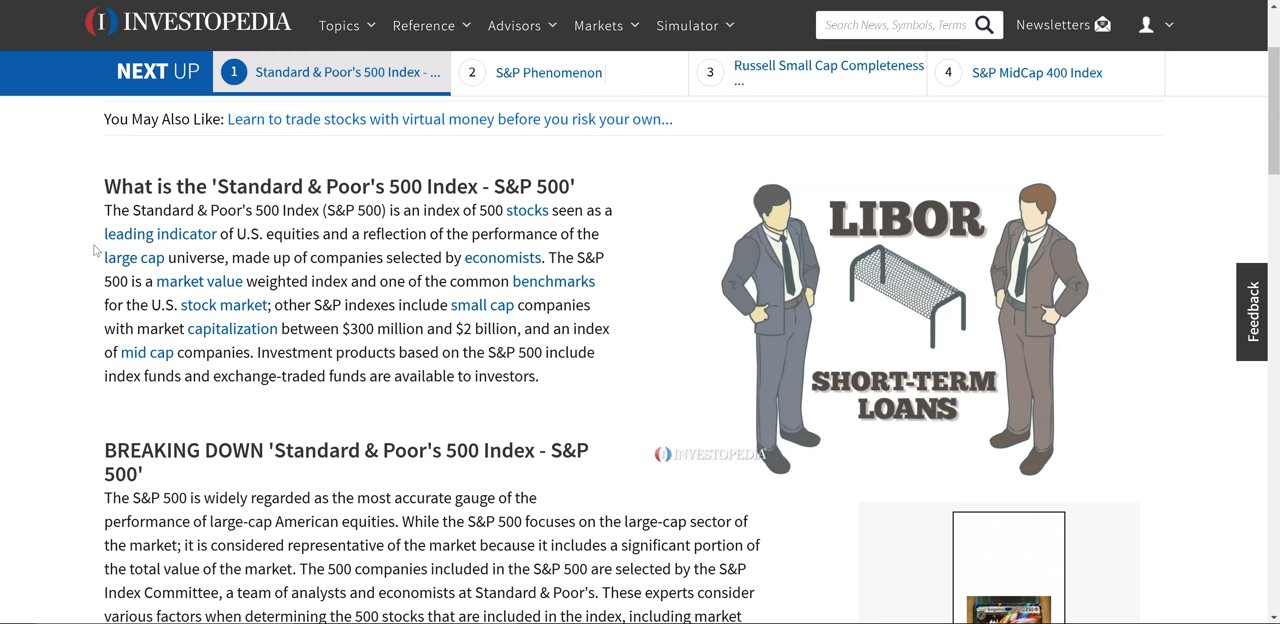 INVESTOPEDIA
Topics Reference Advisors Markets Simulator
Search News, Symbols, Terms
Newsletters
NEXT UP
1 Standard & Poor's 500 Index - ...
2 S&P Phenomenon
3 Russell Small Cap Completeness
...
4 S&P MidCap 400 Index
You May Also Like: Learn to trade stocks with virtual money before you risk your own...
What is the 'Standard & Poor's 500 Index - S&P 500'
The Standard & Poor's 500 Index (S&P 500) is an index of 500 stocks seen as a
leading indicator of U.S. equities and a reflection of the performance of the
large cap universe, made up of companies selected by economists. The S&P
500 is a market value weighted index and one of the common benchmarks
for the U.S. stock market; other S&P indexes include small cap companies
with market capitalization between $300 million and $2 billion, and an index
of mid cap companies. Investment products based on the S&P 500 include
index funds and exchange-traded funds are available to investors.
LIBOR
SHORT-TERM
LOANS
INVESTOPEDIA
Feedback
BREAKING DOWN 'Standard & Poor's 500 Index - S&P
500'
The S&P 500 is widely regarded as the most accurate gauge of the
performance of large-cap American equities. While the S&P 500 focuses on the large-cap sector of
the market; it is considered representative of the market because it includes a significant portion of
the total value of the market. The 500 companies included in the S&P 500 are selected by the S&P
Index Committee, a team of analysts and economists at Standard & Poor's. These experts consider
various factors when determining the 500 stocks that are included in the index, including market